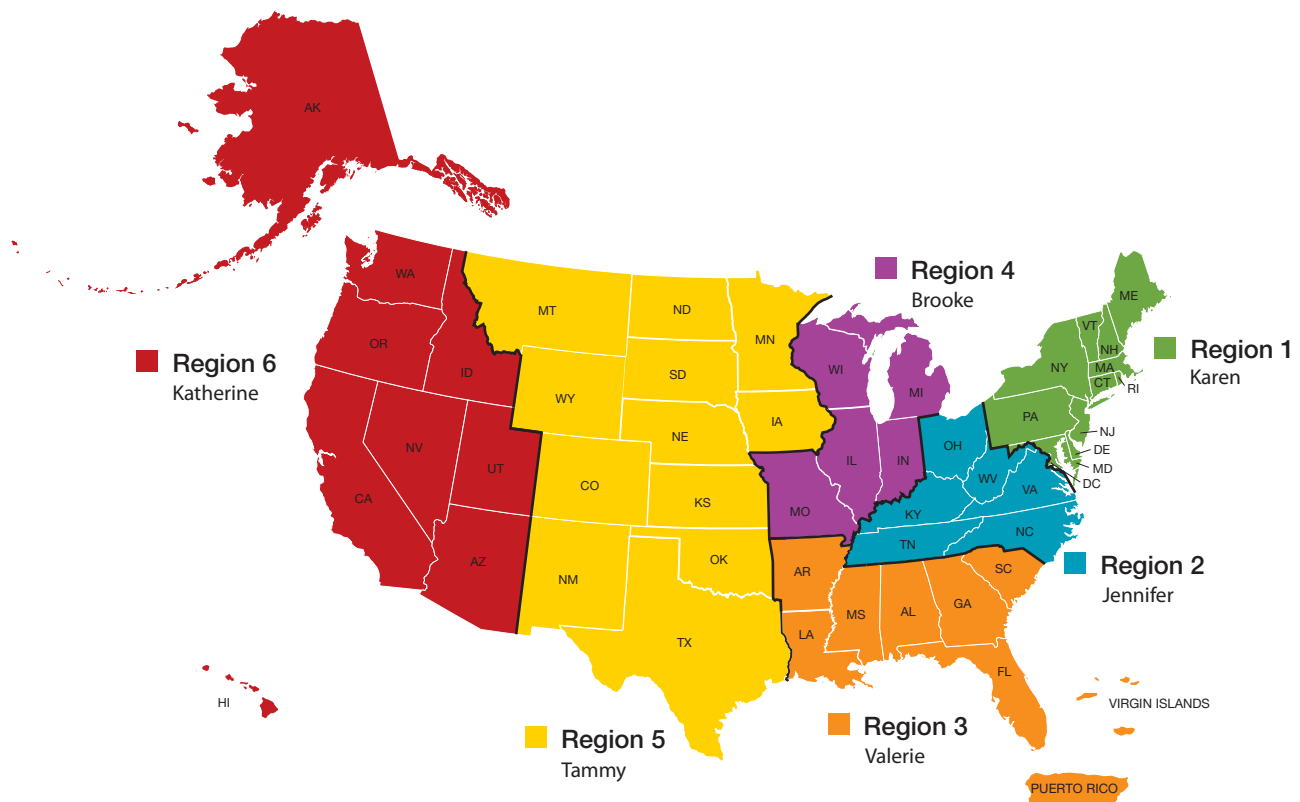 AK
WA
MT
ND
MN
OR
ID
WY
SD
WI
MI
NY
VT
NH
ME
MA
CT
RI
Region 4
Brooke
Region 6
Katherine
Region 1
Karen
NV
UT
CA
AZ
CO
NE
IA
KS
IL
IN
OH
PA
NJ
DE
MD
DC
WV
VA
KY
MO
TN
NC
NM
OK
AR
SC
Region 2
Jennifer
TX
LA
MS
AL
GA
FL
HI
VIRGIN ISLANDS
Region 3
Valerie
Region 5
Tammy
PUERTO RICO